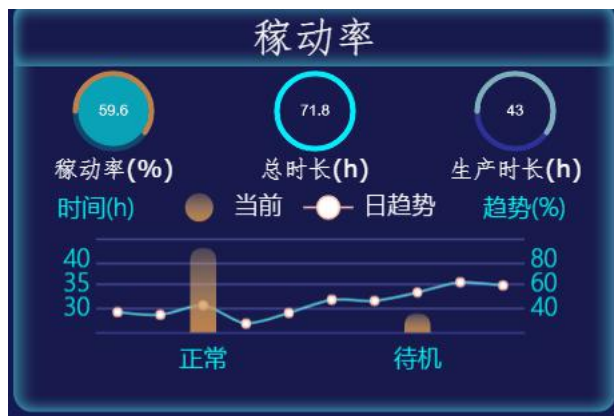 稼动率
59.6 71.8 43
稼动率(%) 总时长(h) 生产时长(h)
时间(h) 当前 日趋势 趋势(%)
40 80
35 60
30 40
正常 待机